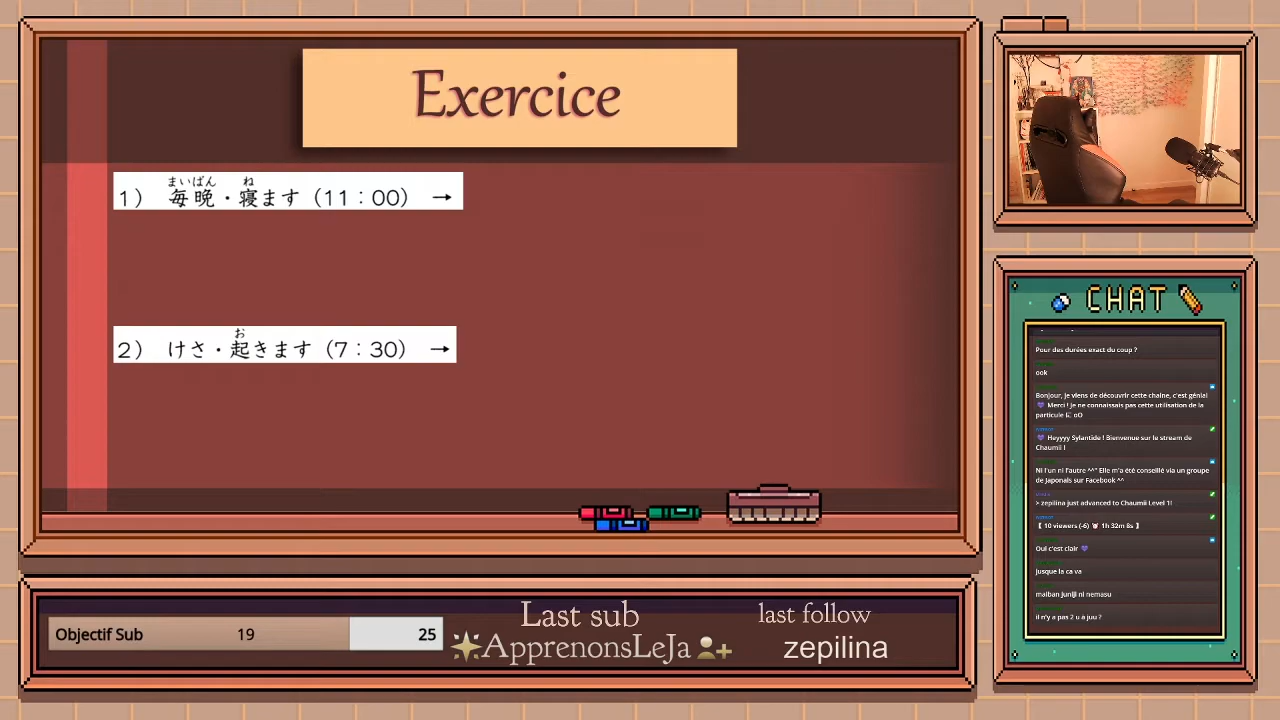 Exercice
まいばん ね
1） 毎晩・寝ます（11：00） →
お
2） けさ・起きます（7：30） →
CHAT
Pour des durées exact du coup ?
ook
Bonjour, je viens de découvrir cette chaîne, c'est génial
💜 Merci ! Je ne connaissais pas cette utilisation de la
particule に oO
💜 Heyyyy Sylantide ! Bienvenue sur le stream de
Chaumii !
Ni l'un ni l'autre ^^" Elle m'a été conseillé via un groupe
de Japonais sur Facebook ^^
> zepilina just advanced to Chaumii Level 1!
【 10 viewers (-6) ⏰ 1h 32m 8s 】
Oui c'est clair 💜
jusque la ca va
maiban juniji ni nemasu
il n'y a pas 2 u à juu ?
Objectif Sub 19 25
Last sub
ApprenonsLeJa
last follow
zepilina